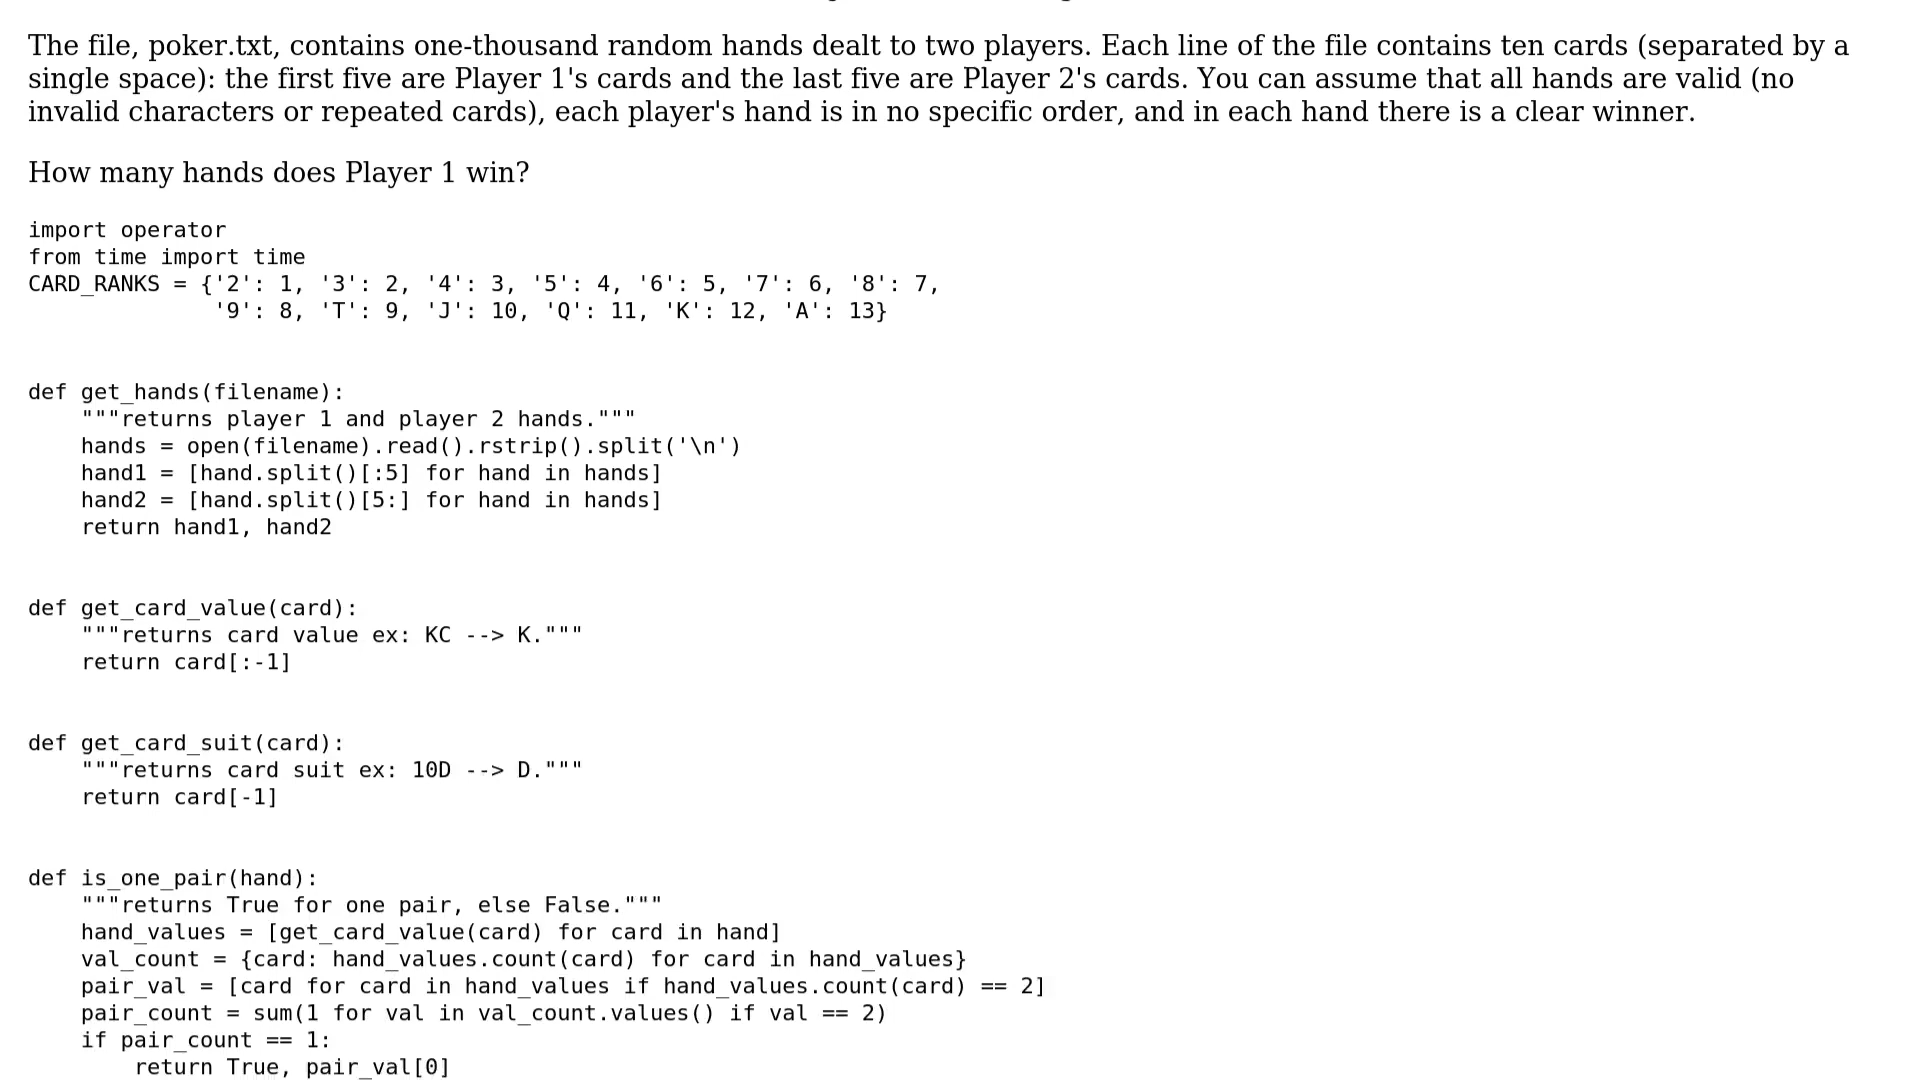 The file, poker.txt, contains one-thousand random hands dealt to two players. Each line of the file contains ten cards (separated by a
single space): the first five are Player 1's cards and the last five are Player 2's cards. You can assume that all hands are valid (no
invalid characters or repeated cards), each player's hand is in no specific order, and in each hand there is a clear winner.
How many hands does Player 1 win?
import operator
from time import time
CARD_RANKS = {'2': 1, '3': 2, '4': 3, '5': 4, '6': 5, '7': 6, '8': 7,
              '9': 8, 'T': 9, 'J': 10, 'Q': 11, 'K': 12, 'A': 13}
def get_hands(filename):
    """returns player 1 and player 2 hands."""
    hands = open(filename).read().rstrip().split('\n')
    hand1 = [hand.split()[:5] for hand in hands]
    hand2 = [hand.split()[5:] for hand in hands]
    return hand1, hand2
def get_card_value(card):
    """returns card value ex: KC --> K."""
    return card[:-1]
def get_card_suit(card):
    """returns card suit ex: 10D --> D."""
    return card[-1]
def is_one_pair(hand):
    """returns True for one pair, else False."""
    hand_values = [get_card_value(card) for card in hand]
    val_count = {card: hand_values.count(card) for card in hand_values}
    pair_val = [card for card in hand_values if hand_values.count(card) == 2]
    pair_count = sum(1 for val in val_count.values() if val == 2)
    if pair_count == 1:
        return True, pair_val[0]